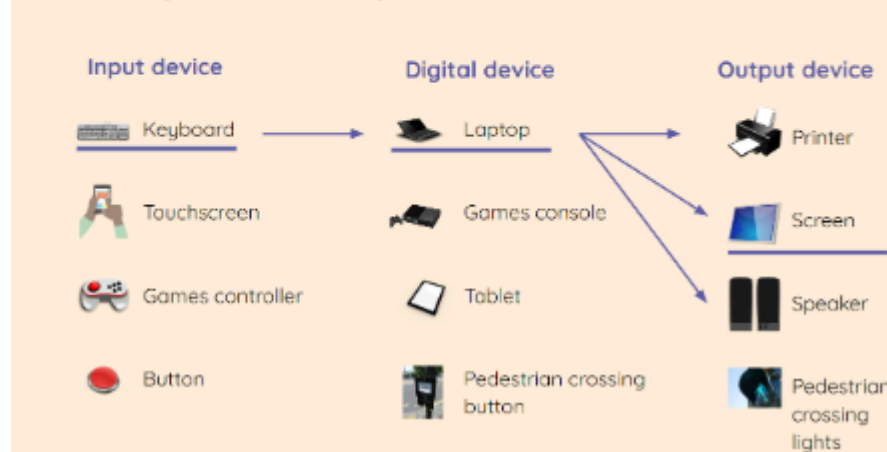 Input device
Digital device
Output device
Keyboard
Laptop
Printer
Touchscreen
Games console
Screen
Games controller
Tablet
Speaker
Button
Pedestrian crossing
button
Pedestrian
crossing
lights